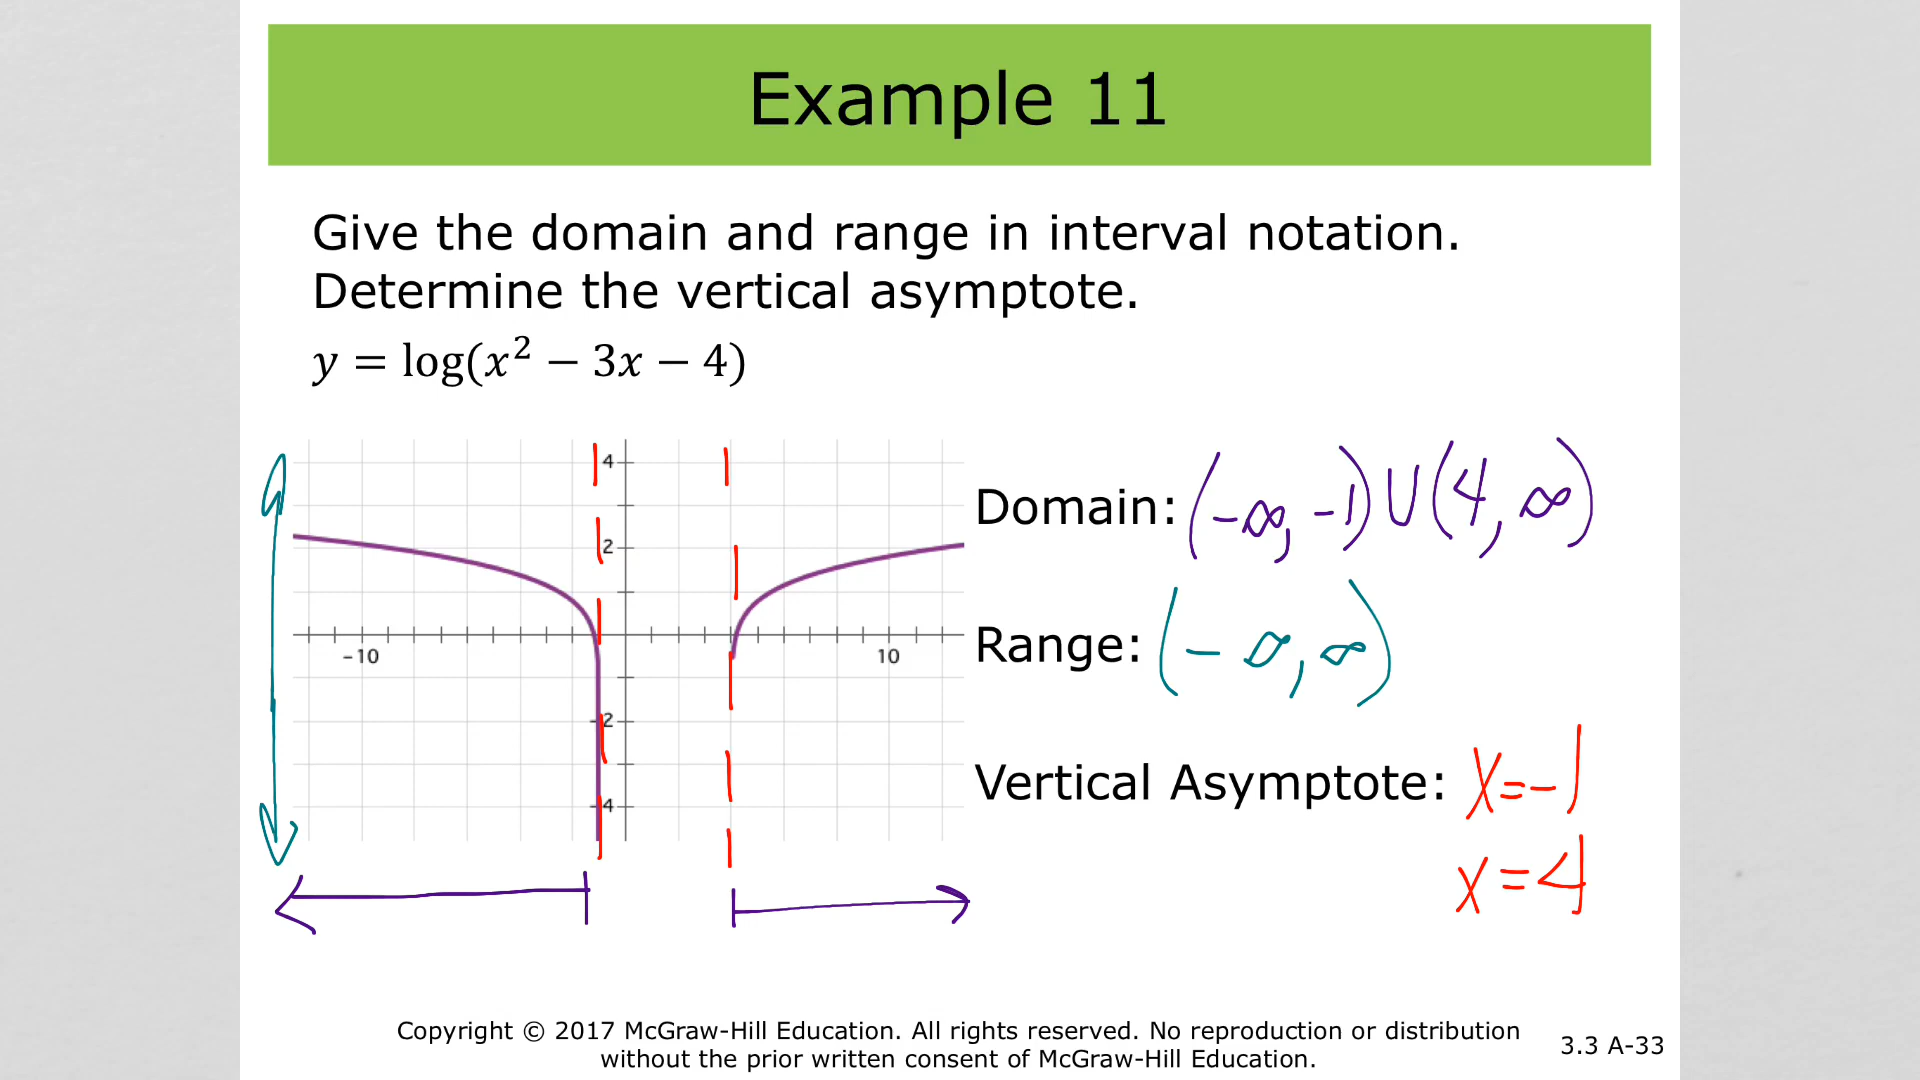 Example 11
Give the domain and range in interval notation.
Determine the vertical asymptote.
y = log(x² − 3x − 4)
4
2
−10
10
−2
−4
Domain: (−∞, −1) ∪ (4, ∞)
Range: (−∞, ∞)
Vertical Asymptote: x=−1
x=4
Copyright © 2017 McGraw-Hill Education. All rights reserved. No reproduction or distribution
without the prior written consent of McGraw-Hill Education.
3.3 A-33